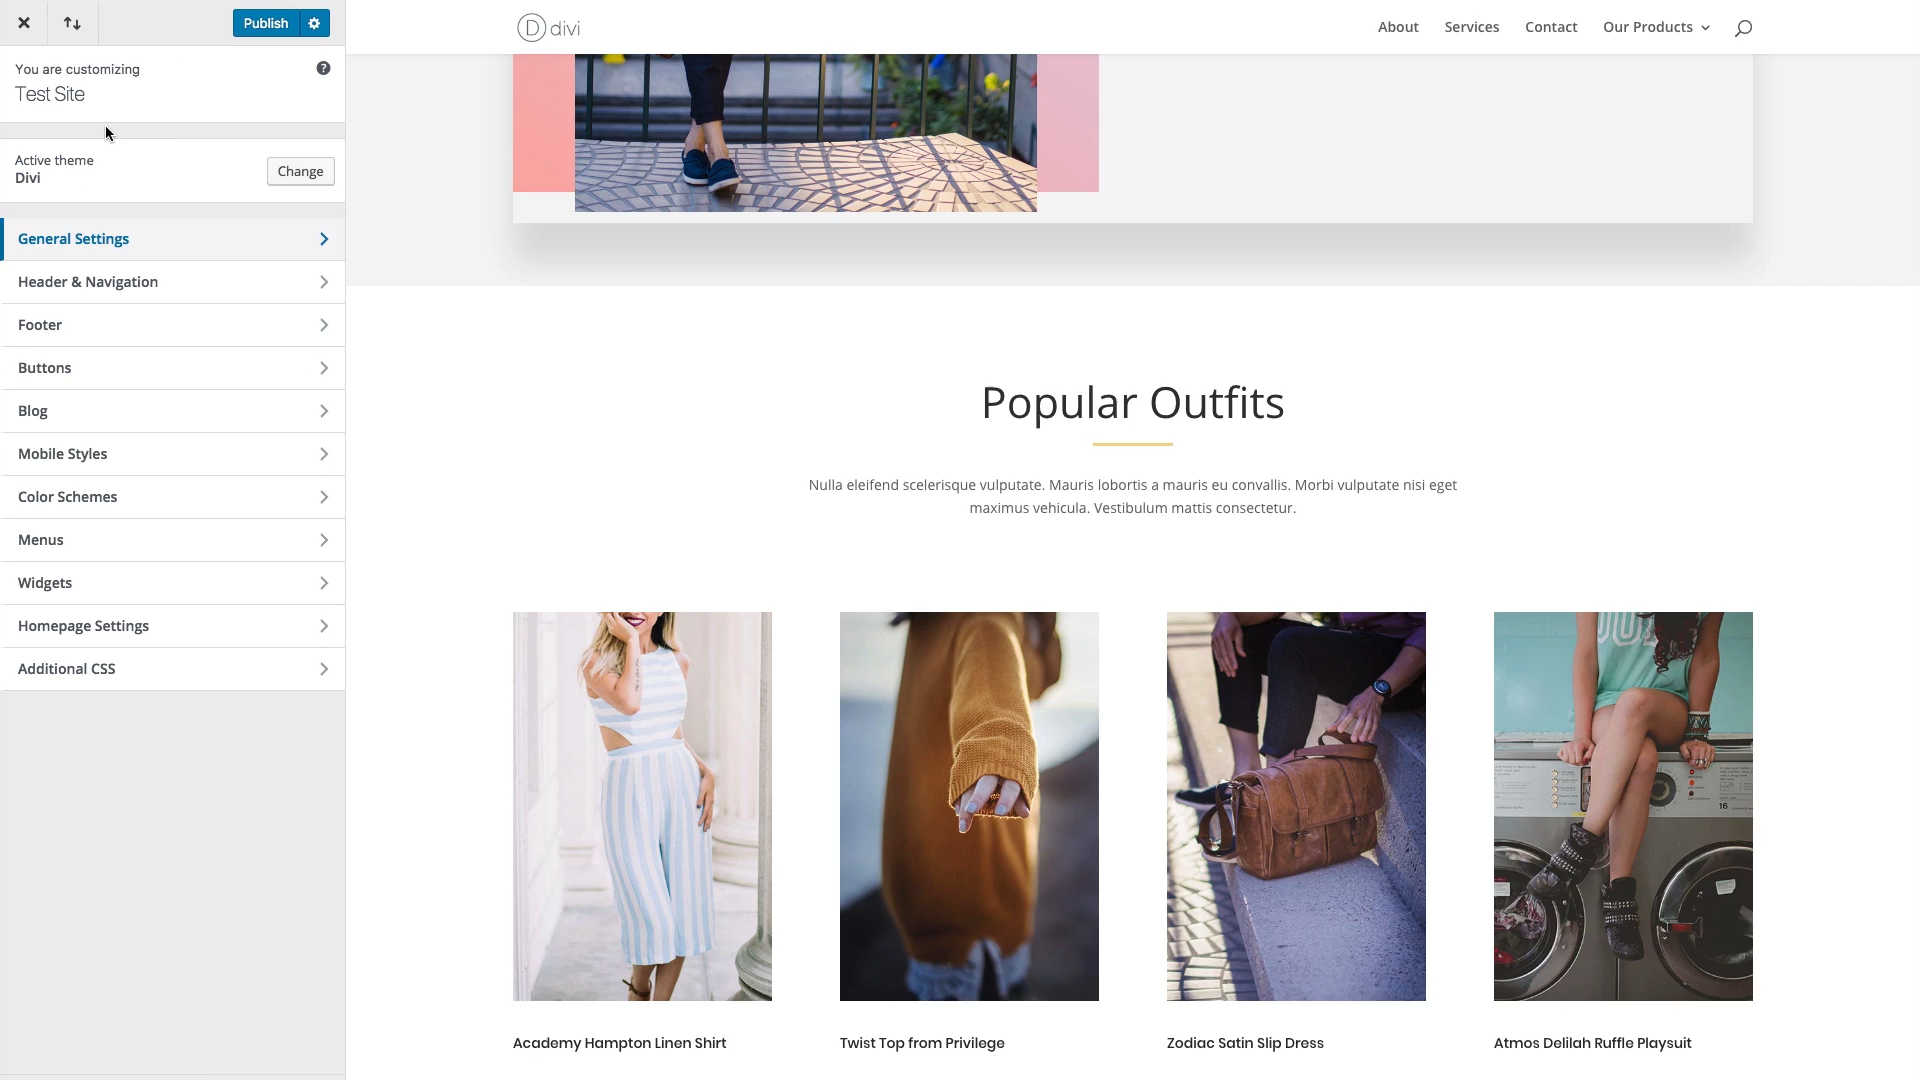 Publish
You are customizing
Test Site
Active theme
Divi
Change
General Settings
Header & Navigation
Footer
Buttons
Blog
Mobile Styles
Color Schemes
Menus
Widgets
Homepage Settings
Additional CSS
D divi
About
Services
Contact
Our Products
Popular Outfits
Nulla eleifend scelerisque vulputate. Mauris lobortis a mauris eu convallis. Morbi vulputate nisi eget
maximus vehicula. Vestibulum mattis consectetur.
16
Academy Hampton Linen Shirt
Twist Top from Privilege
Zodiac Satin Slip Dress
Atmos Delilah Ruffle Playsuit